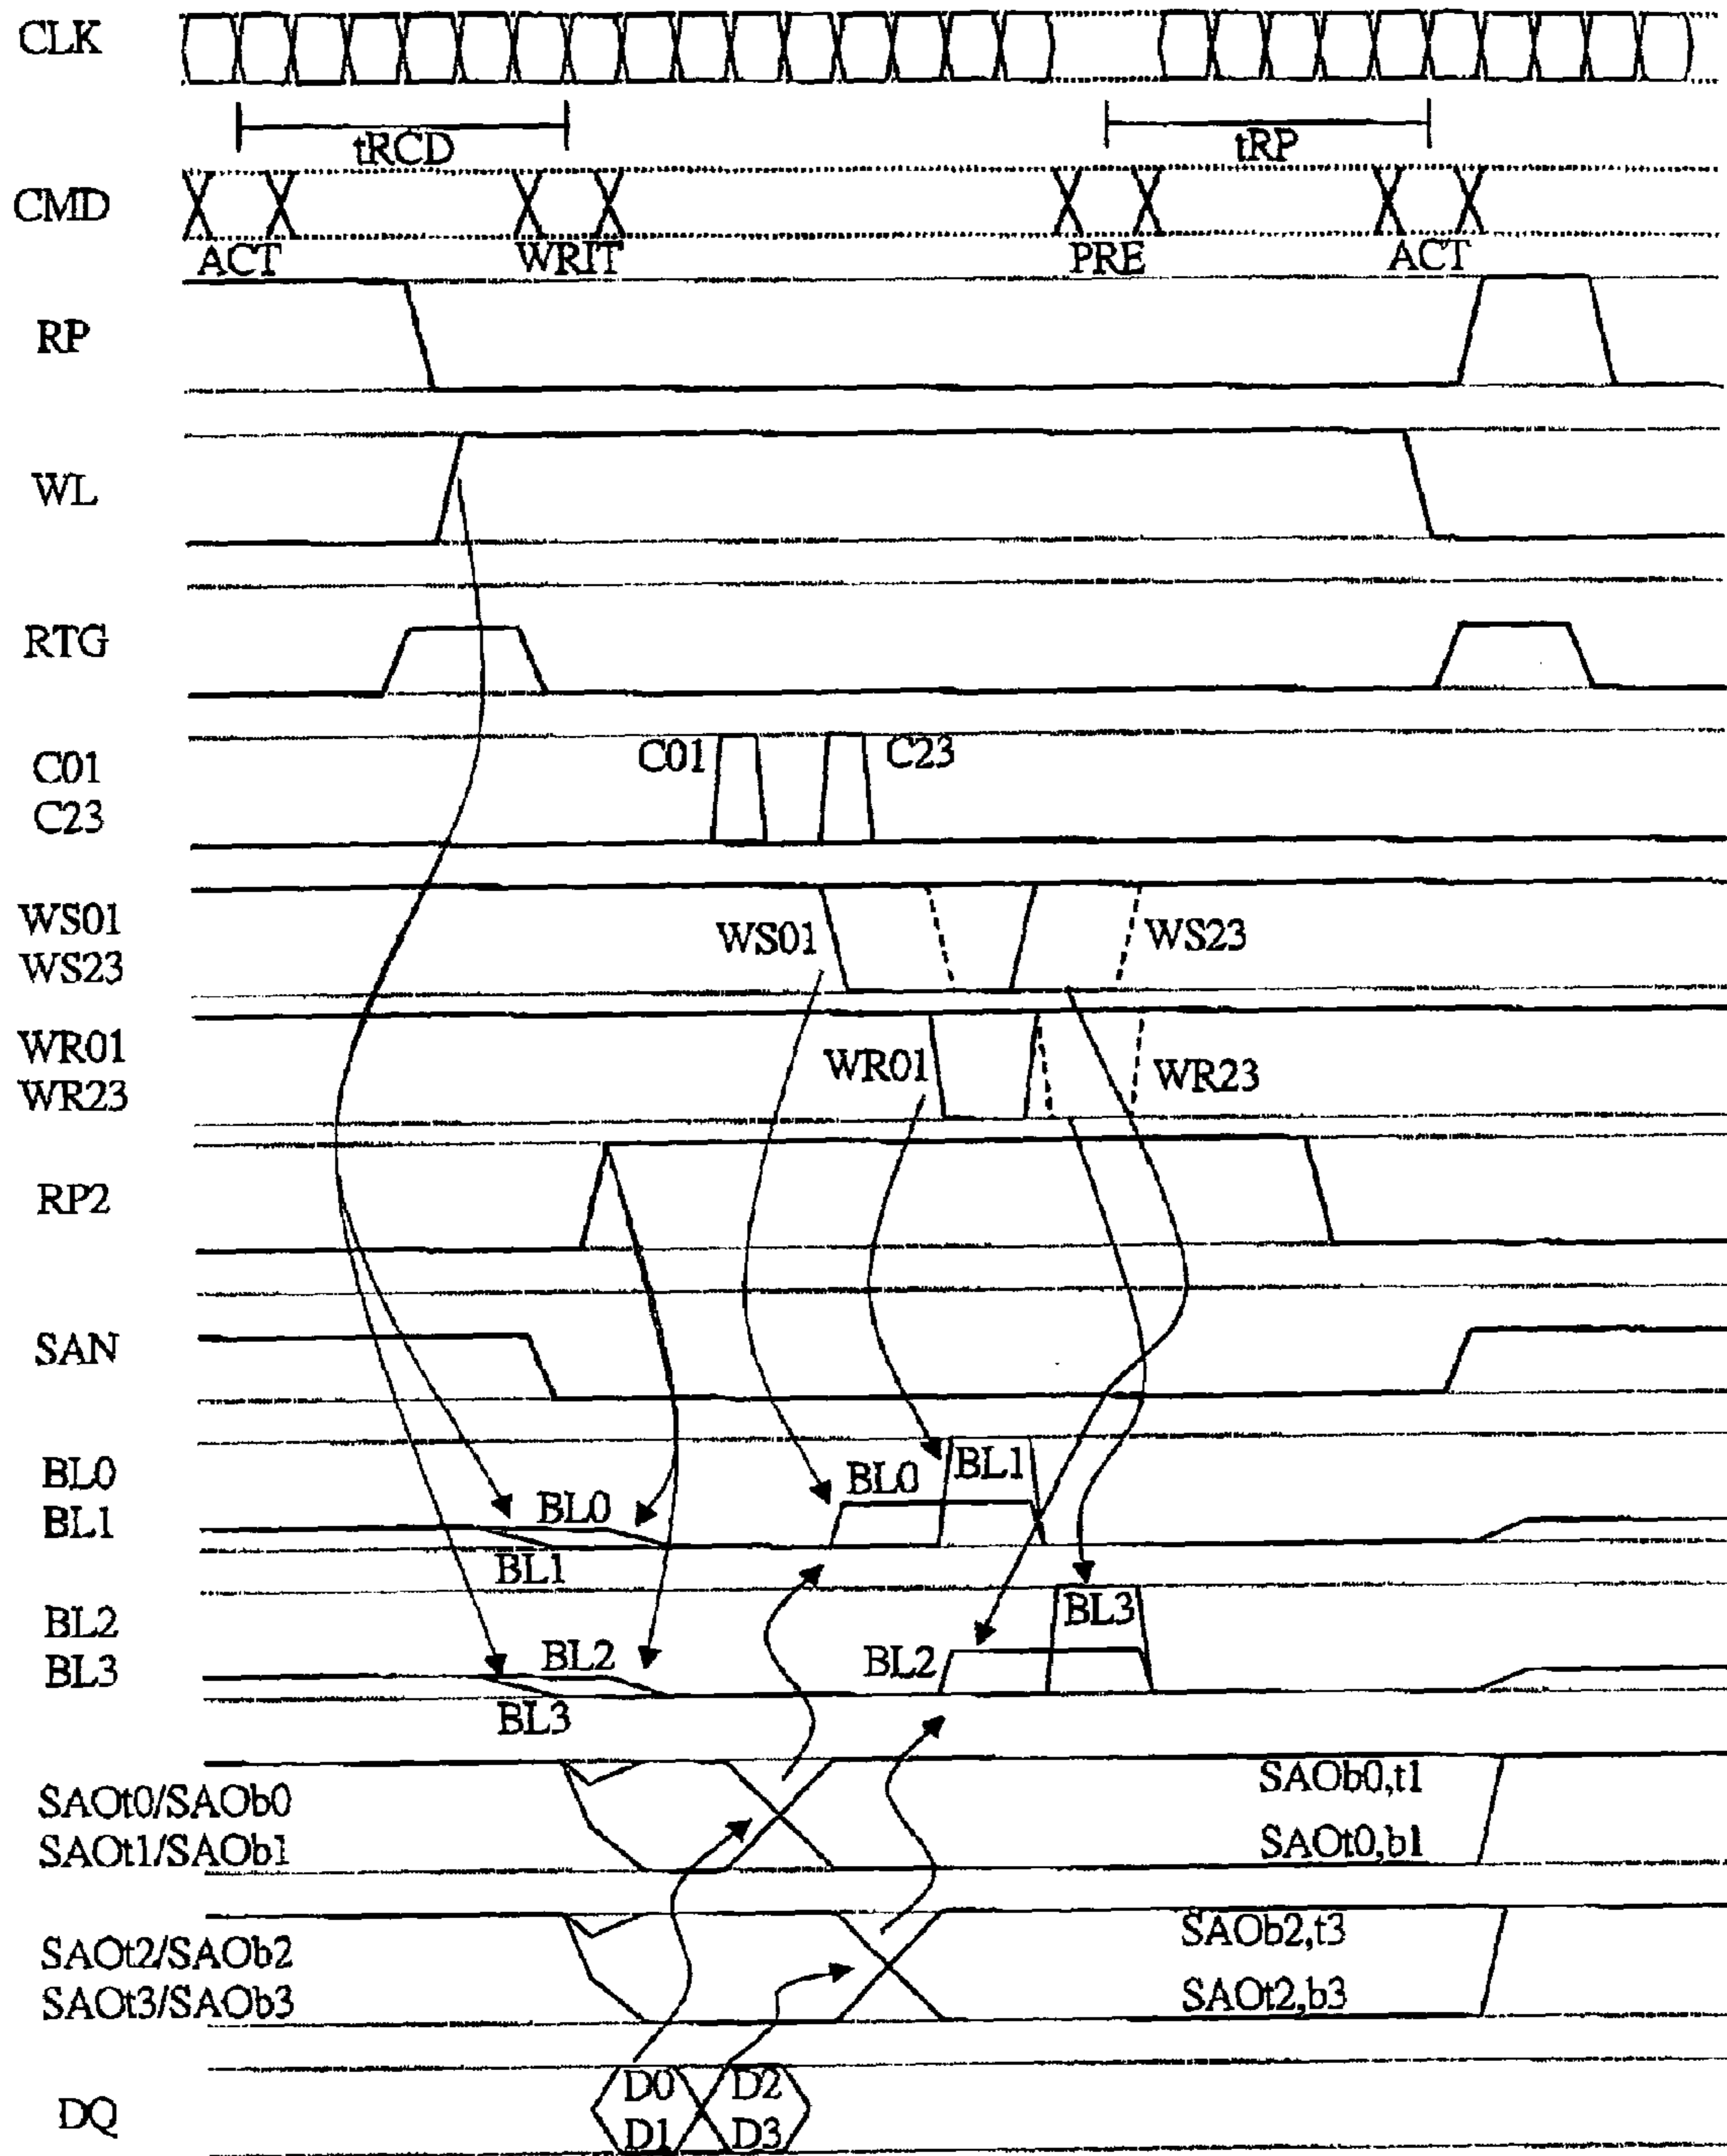 CLK
tRCD
tRP
CMD
ACT
WRIT
PRE
ACT
RP
WL
RTG
C01
C23
C01
C23
WS01
WS23
WS01
WS23
WR01
WR23
WR01
WR23
RP2
SAN
BL0
BL1
BL0
BL1
BL0
BL1
BL2
BL3
BL2
BL3
BL2
BL3
SAOt0/SAOb0
SAOt1/SAOb1
SAOb0,t1
SAOt0,b1
SAOt2/SAOb2
SAOt3/SAOb3
SAOb2,t3
SAOt2,b3
DQ
D0
D1
D2
D3